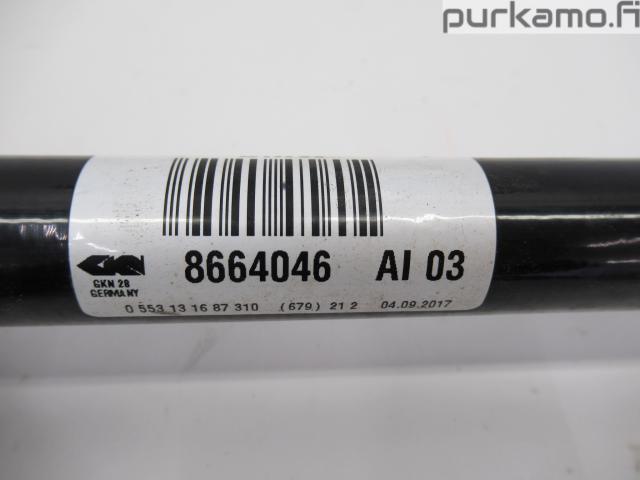 purkamo.fi
8664046 AI 03
GKN
GKN 28
GERMANY
0 553 13 16 87 310 (679) 21 2 04.09.2017